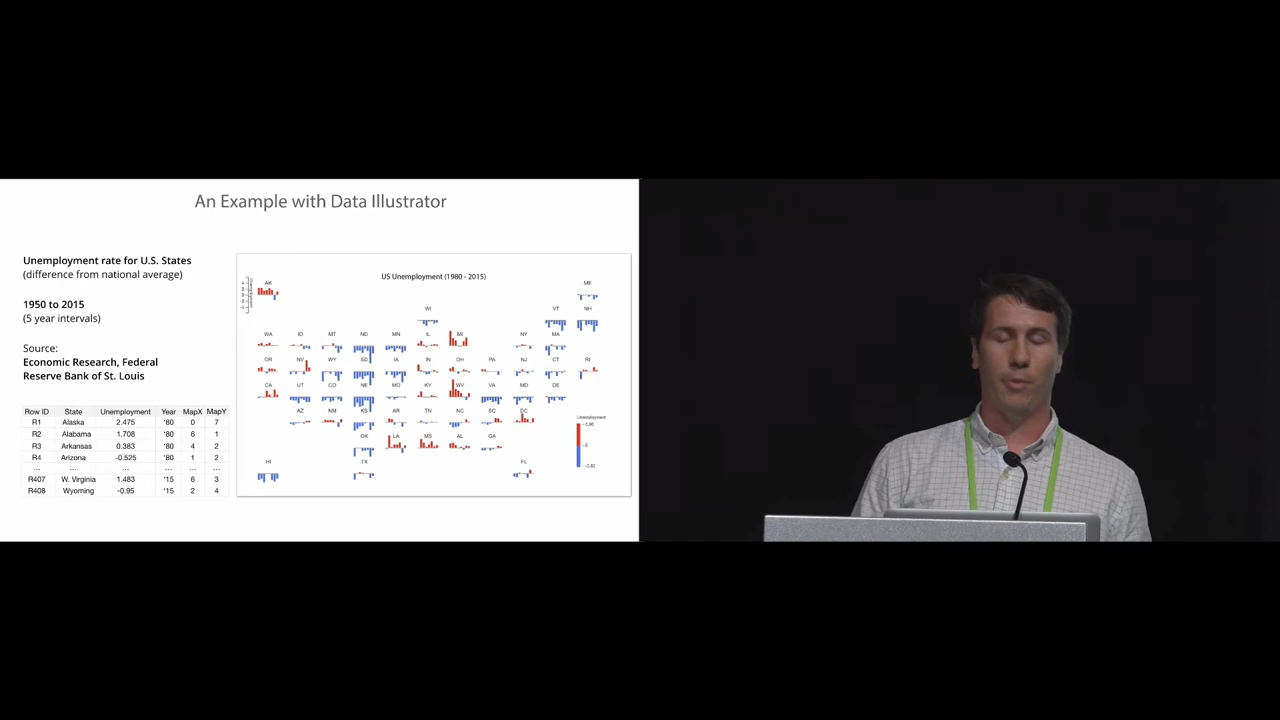 An Example with Data Illustrator
Unemployment rate for U.S. States
(difference from national average)
1950 to 2015
(5 year intervals)
Source:
Economic Research, Federal
Reserve Bank of St. Louis
Row ID State Unemployment Year MapX MapY
R1 Alaska 2.475 '80 0 7
R2 Alabama 1.708 '80 6 1
R3 Arkansas 0.383 '80 4 2
R4 Arizona -0.525 '80 1 2
... ... ... ... ... ...
R407 W. Virginia 1.483 '15 6 3
R408 Wyoming -0.95 '15 2 4
US Unemployment (1980 - 2015)
AK ME
WI VT NH
WA ID MT ND MN IL MI NY MA
OR NV WY SD IA IN OH PA NJ CT RI
CA UT CO NE MO KY WV VA MD DE
AZ NM KS AR TN NC SC DC
OK LA MS AL GA
HI TX FL
Unemployment